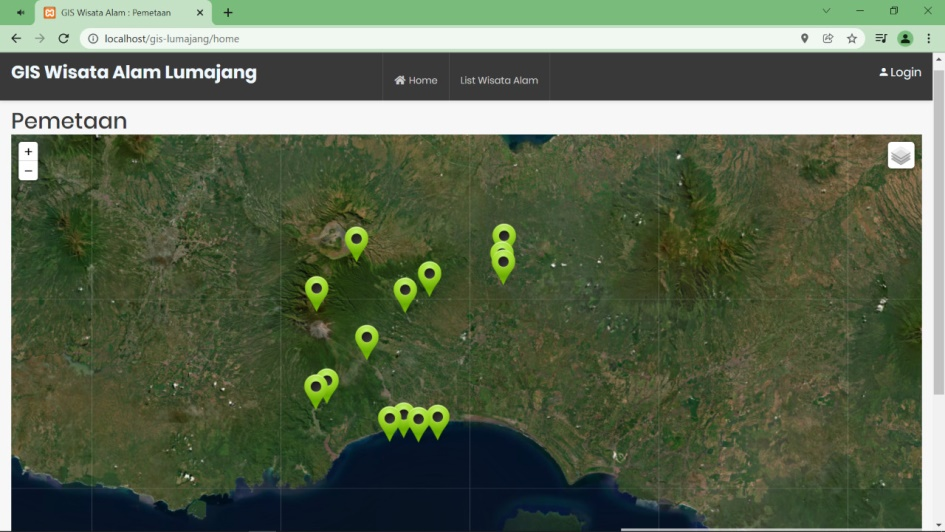 GIS Wisata Alam : Pemetaan
localhost/gis-lumajang/home
GIS Wisata Alam Lumajang
Home
List Wisata Alam
Login
Pemetaan
+
−